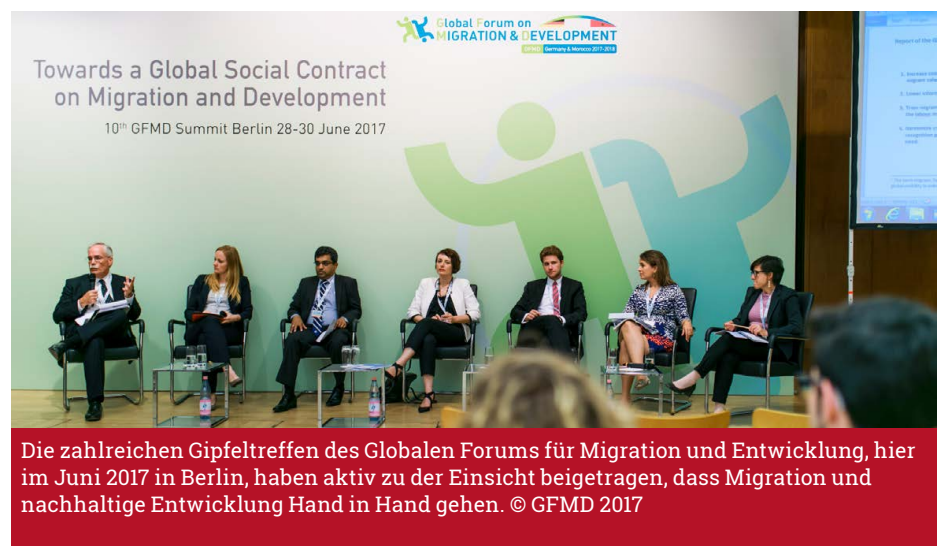 Global Forum on
MIGRATION & DEVELOPMENT
GFMD Germany & Morocco 2017-2018
Towards a Global Social Contract
on Migration and Development
10th GFMD Summit Berlin 28-30 June 2017
Report of the
Die zahlreichen Gipfeltreffen des Globalen Forums für Migration und Entwicklung, hier
im Juni 2017 in Berlin, haben aktiv zu der Einsicht beigetragen, dass Migration und
nachhaltige Entwicklung Hand in Hand gehen. © GFMD 2017